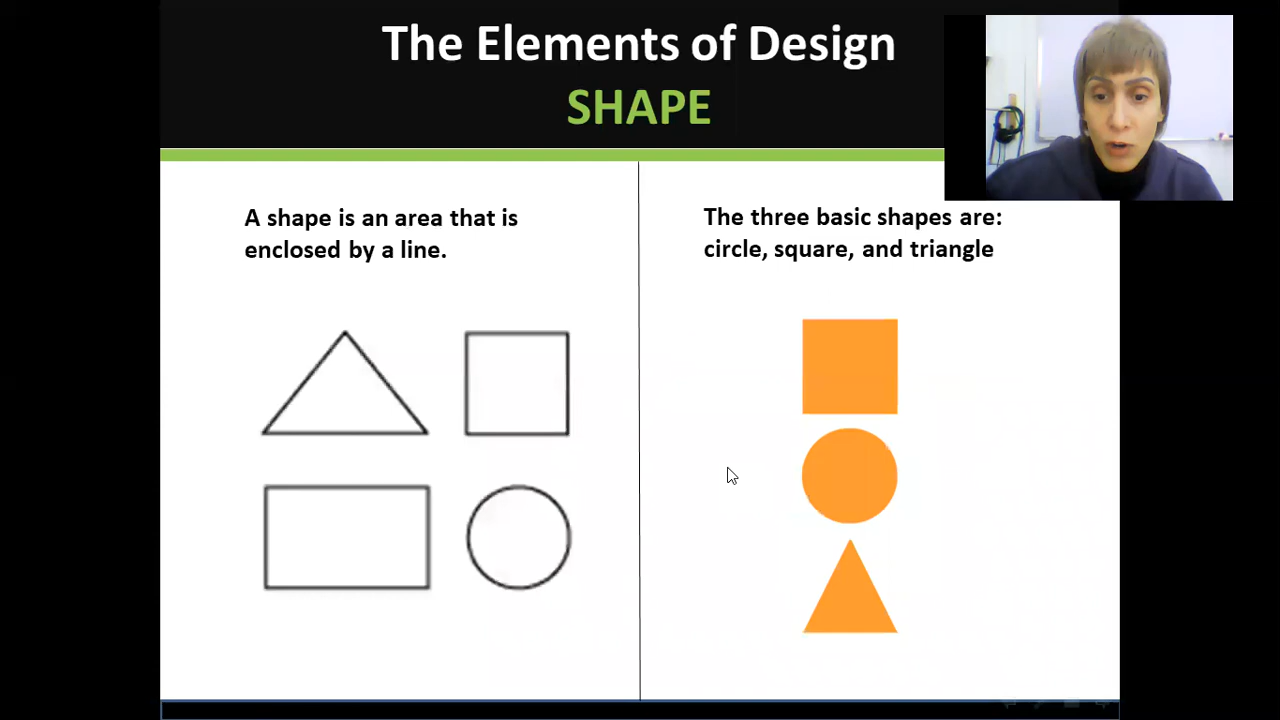 The Elements of Design
SHAPE
A shape is an area that is
enclosed by a line.
The three basic shapes are:
circle, square, and triangle